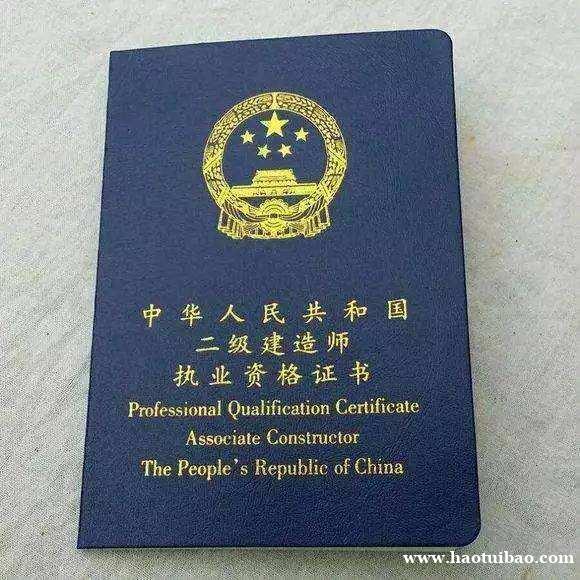 中华人民共和国
二级建造师
执业资格证书
Professional Qualification Certificate
Associate Constructor
The People's Republic of China
www.haotuibao.com